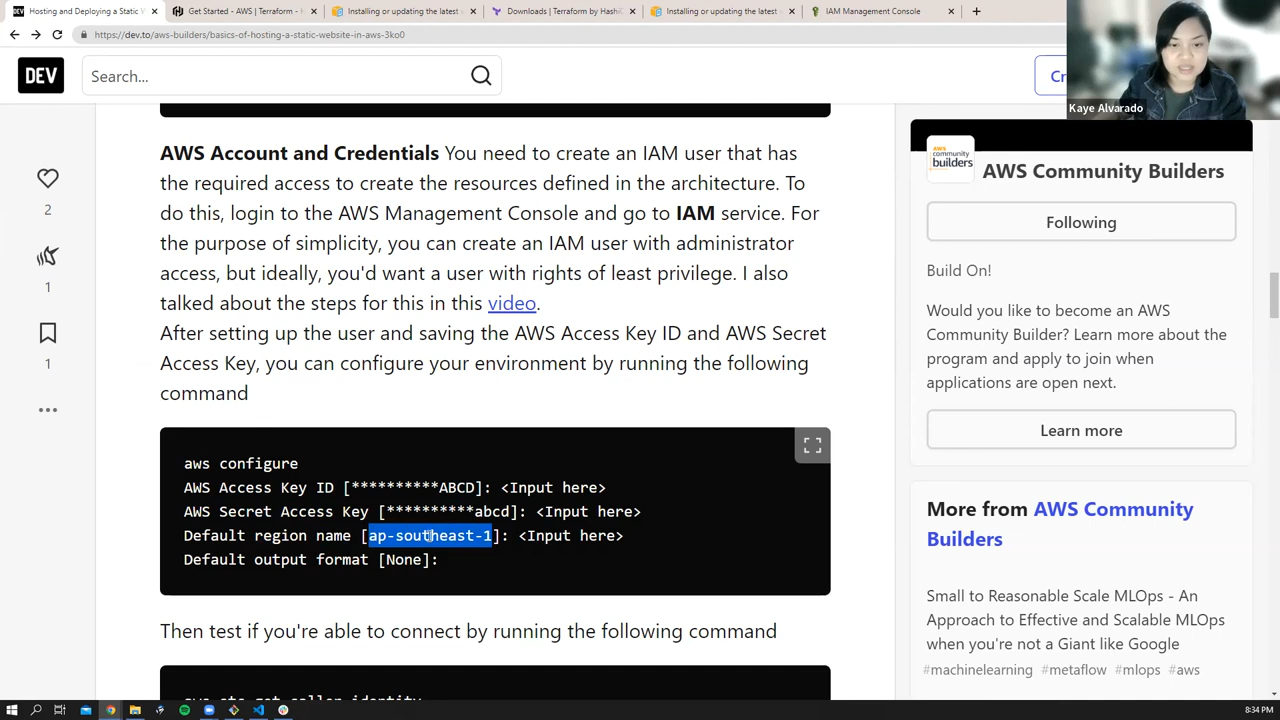 Hosting and Deploying a Static W
Get Started - AWS | Terraform - H
Installing or updating the latest v
Downloads | Terraform by HashiC
Installing or updating the latest v
IAM Management Console
https://dev.to/aws-builders/basics-of-hosting-a-static-website-in-aws-3ko0
DEV
Search...
Cr
Kaye Alvarado
AWS Account and Credentials You need to create an IAM user that has
the required access to create the resources defined in the architecture. To
do this, login to the AWS Management Console and go to IAM service. For
the purpose of simplicity, you can create an IAM user with administrator
access, but ideally, you'd want a user with rights of least privilege. I also
talked about the steps for this in this video.
After setting up the user and saving the AWS Access Key ID and AWS Secret
Access Key, you can configure your environment by running the following
command
2
1
1
aws configure
AWS Access Key ID [**********ABCD]: <Input here>
AWS Secret Access Key [**********abcd]: <Input here>
Default region name [ap-southeast-1]: <Input here>
Default output format [None]:
Then test if you're able to connect by running the following command
aws sts get-caller-identity
aws
community
builders
AWS Community Builders
Following
Build On!
Would you like to become an AWS
Community Builder? Learn more about the
program and apply to join when
applications are open next.
Learn more
More from AWS Community
Builders
Small to Reasonable Scale MLOps - An
Approach to Effective and Scalable MLOps
when you're not a Giant like Google
#machinelearning #metaflow #mlops #aws
8:34 PM